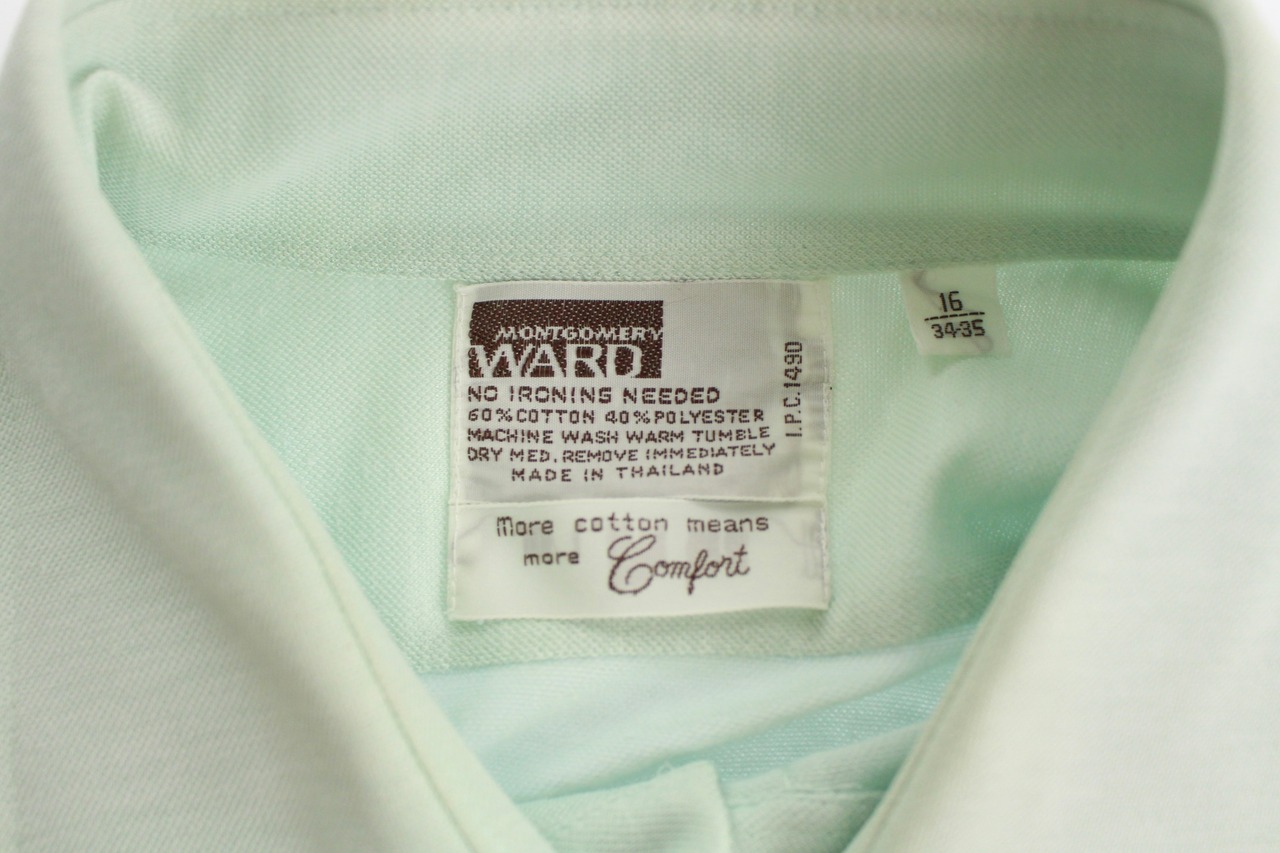 MONTGOMERY
WARD
NO IRONING NEEDED
60% COTTON 40% POLYESTER
MACHINE WASH WARM TUMBLE
DRY MED. REMOVE IMMEDIATELY
MADE IN THAILAND
I.P.C. 1490
More cotton means
more Comfort
16
34-35